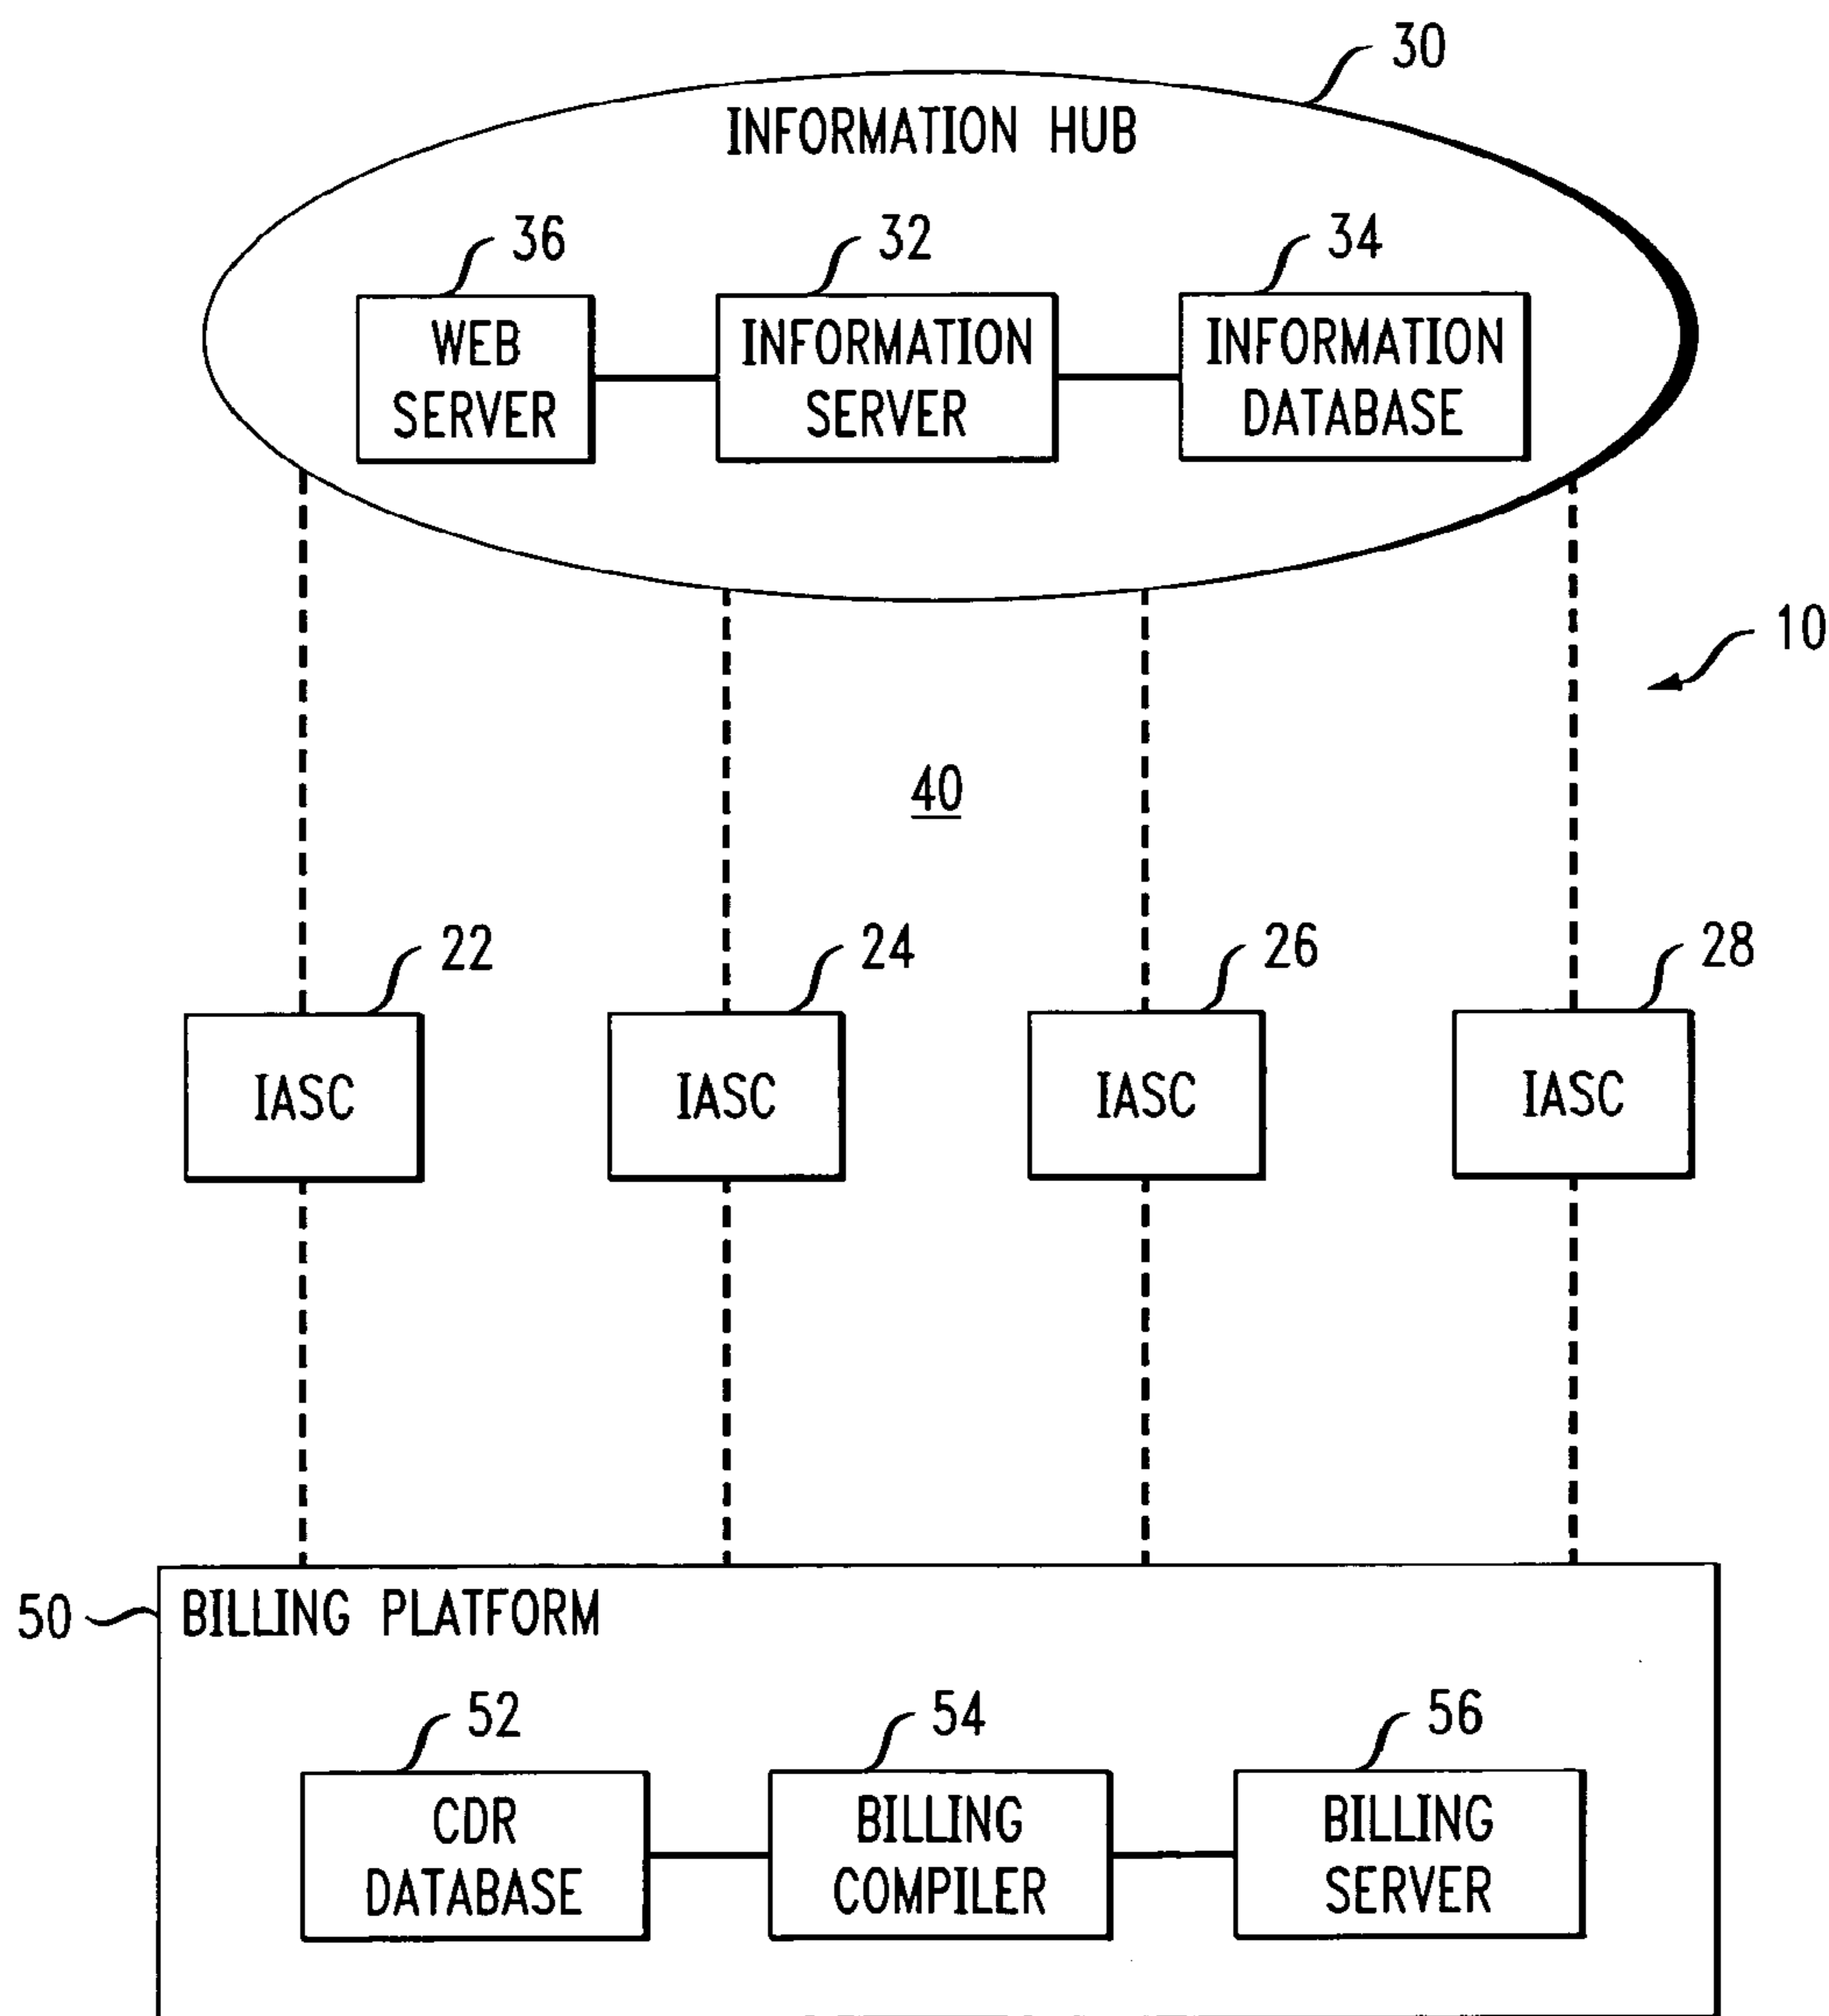 30
INFORMATION HUB
36
32
34
WEB
SERVER
INFORMATION
SERVER
INFORMATION
DATABASE
10
40
22
24
26
28
IASC
IASC
IASC
IASC
50
BILLING PLATFORM
52
54
56
CDR
DATABASE
BILLING
COMPILER
BILLING
SERVER